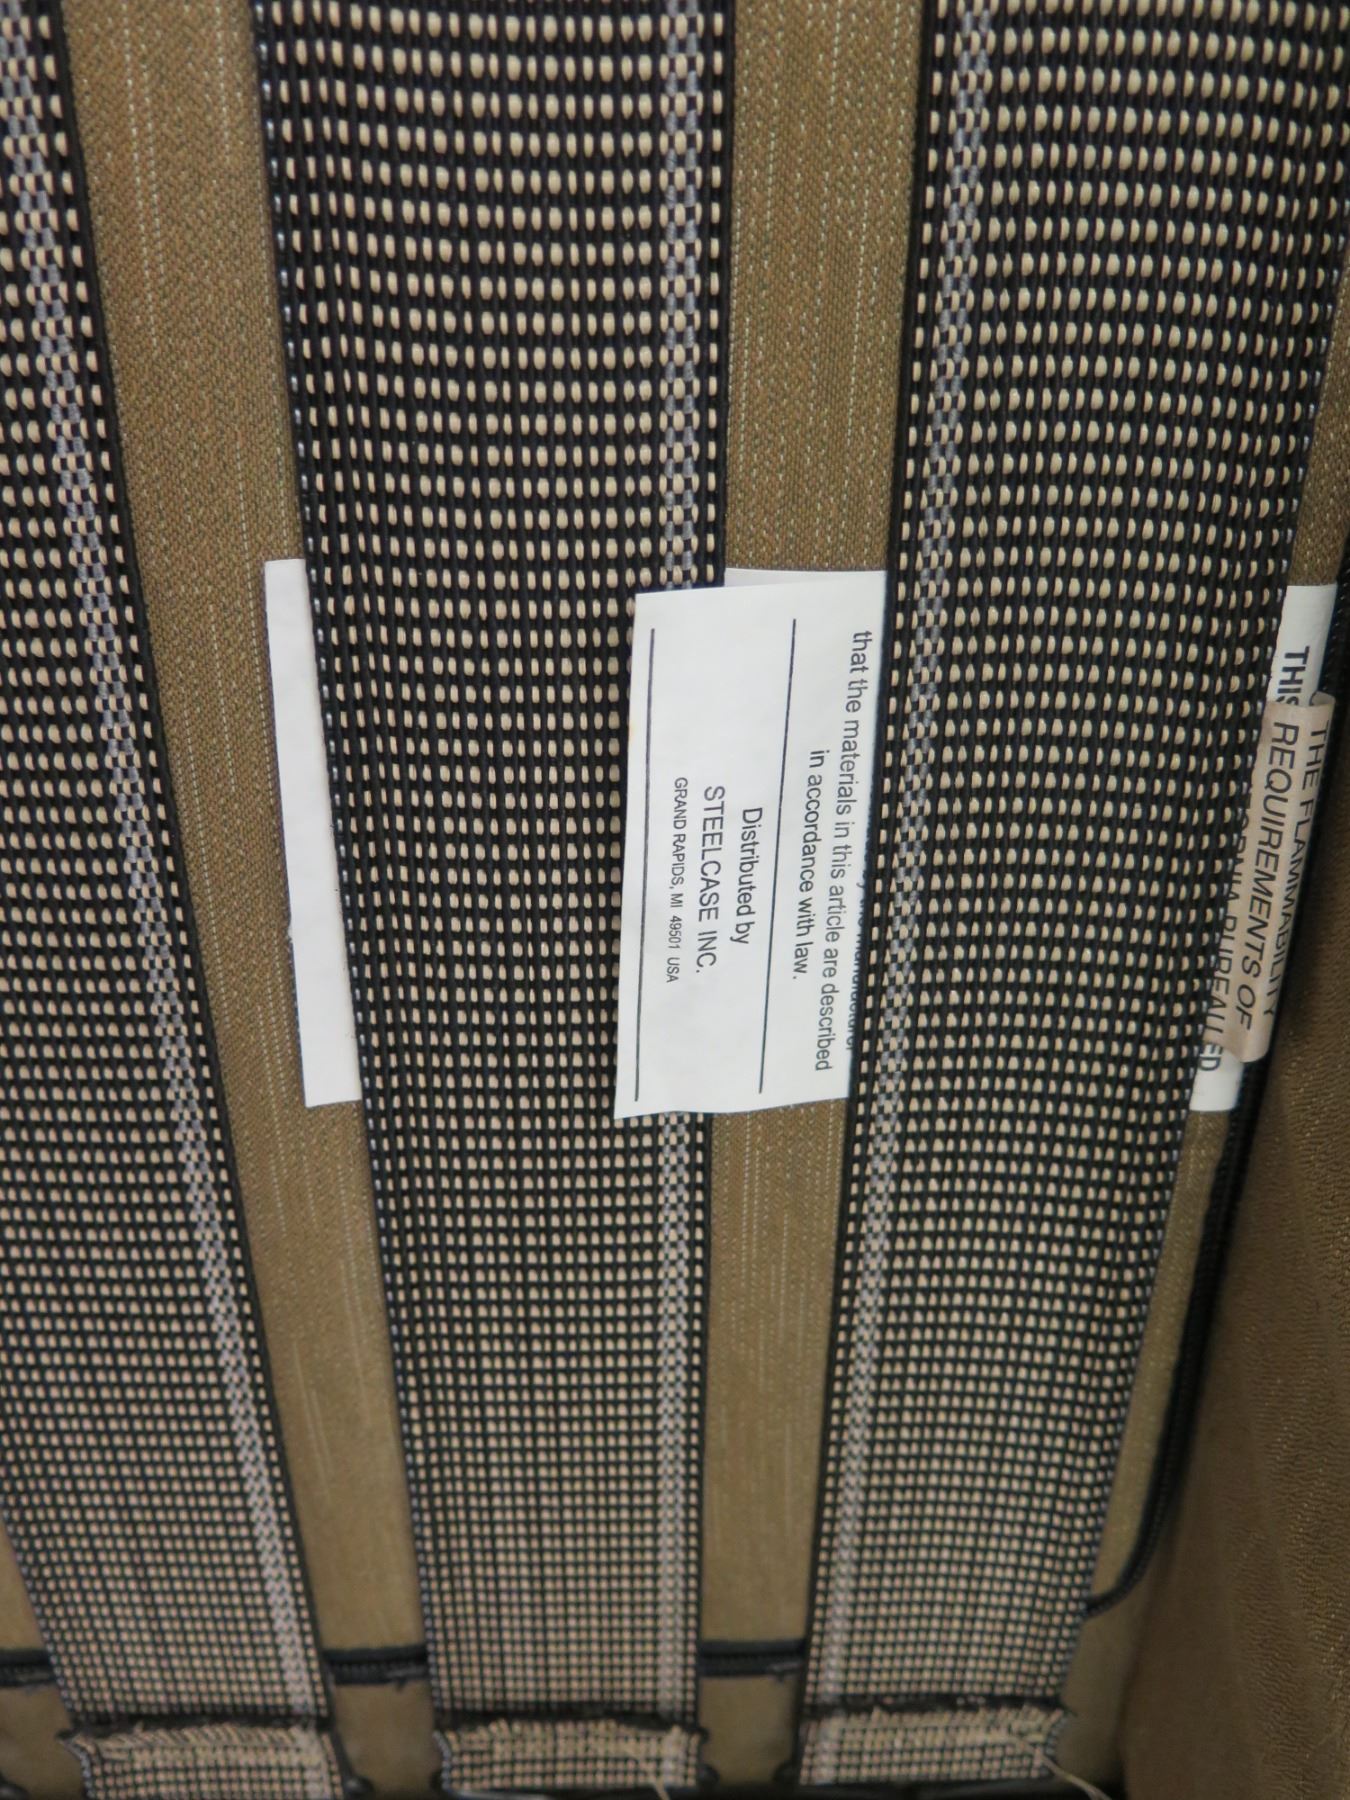 THE FLAMMABILITY
REQUIREMENTS OF
THIS
that the materials in this article are described
in accordance with law.
Distributed by
STEELCASE INC.
GRAND RAPIDS, MI 49501 USA